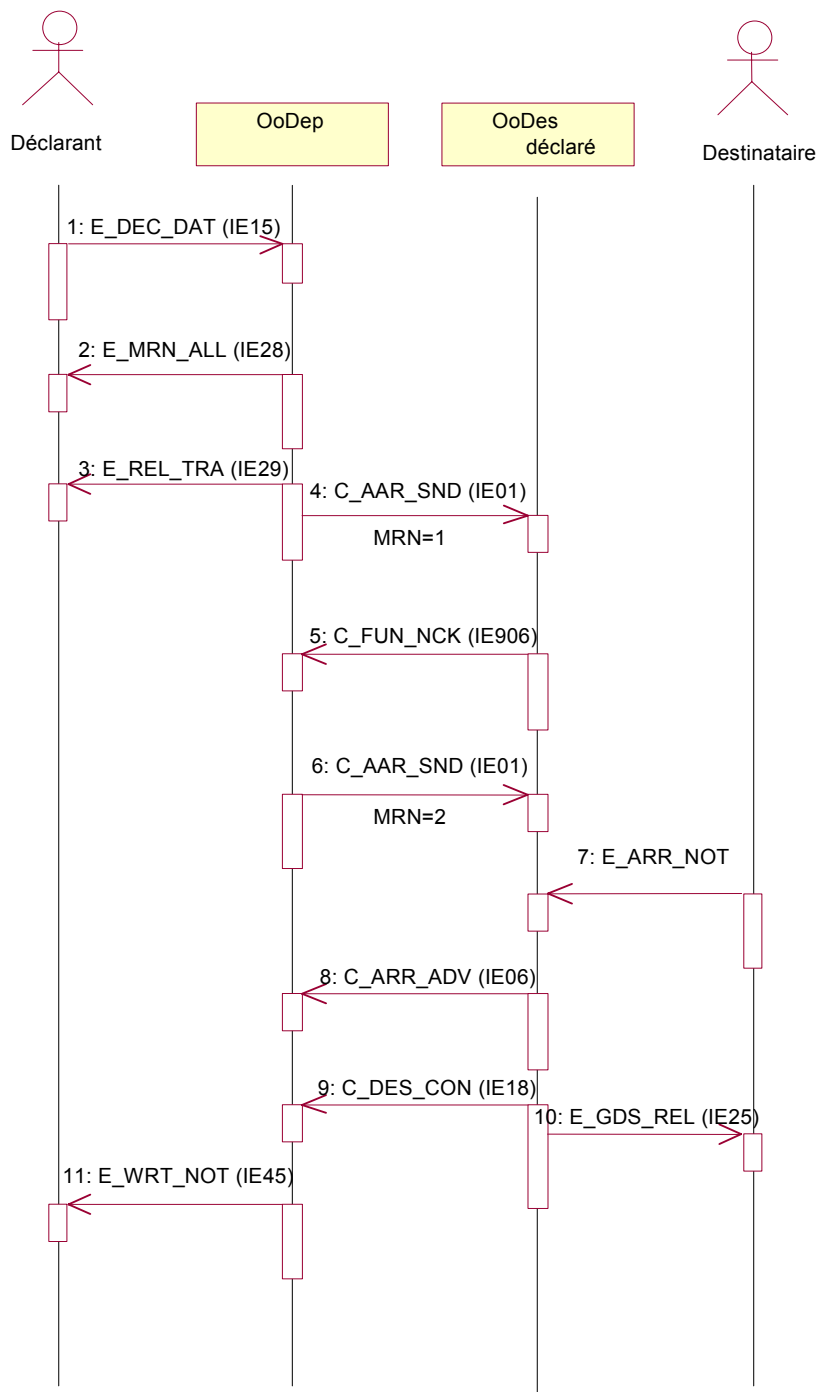 Déclarant
OoDep
OoDes
déclaré
Destinataire
1: E_DEC_DAT (IE15)
2: E_MRN_ALL (IE28)
3: E_REL_TRA (IE29)
4: C_AAR_SND (IE01)
MRN=1
5: C_FUN_NCK (IE906)
6: C_AAR_SND (IE01)
MRN=2
7: E_ARR_NOT
8: C_ARR_ADV (IE06)
9: C_DES_CON (IE18)
10: E_GDS_REL (IE25)
11: E_WRT_NOT (IE45)